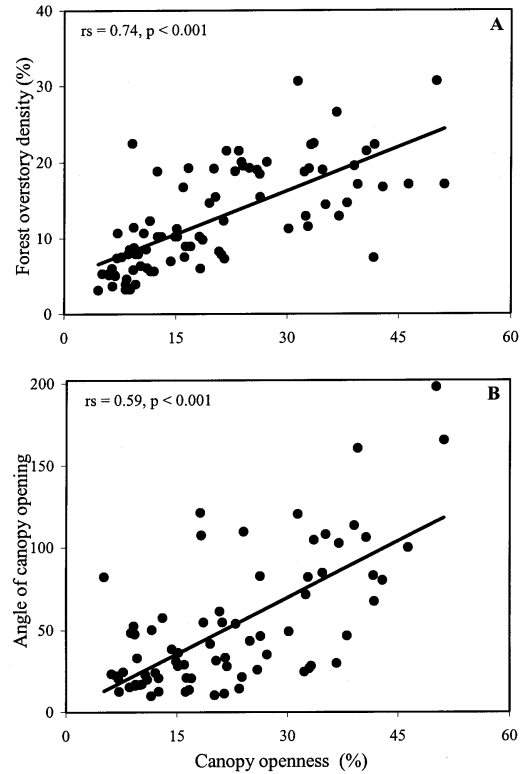 40
rs = 0.74, p < 0.001
A
30
20
10
0
Forest overstory density (%)
0 15 30 45 60
200
rs = 0.59, p < 0.001
B
150
100
50
0
Angle of canopy opening
0 15 30 45 60
Canopy openness (%)